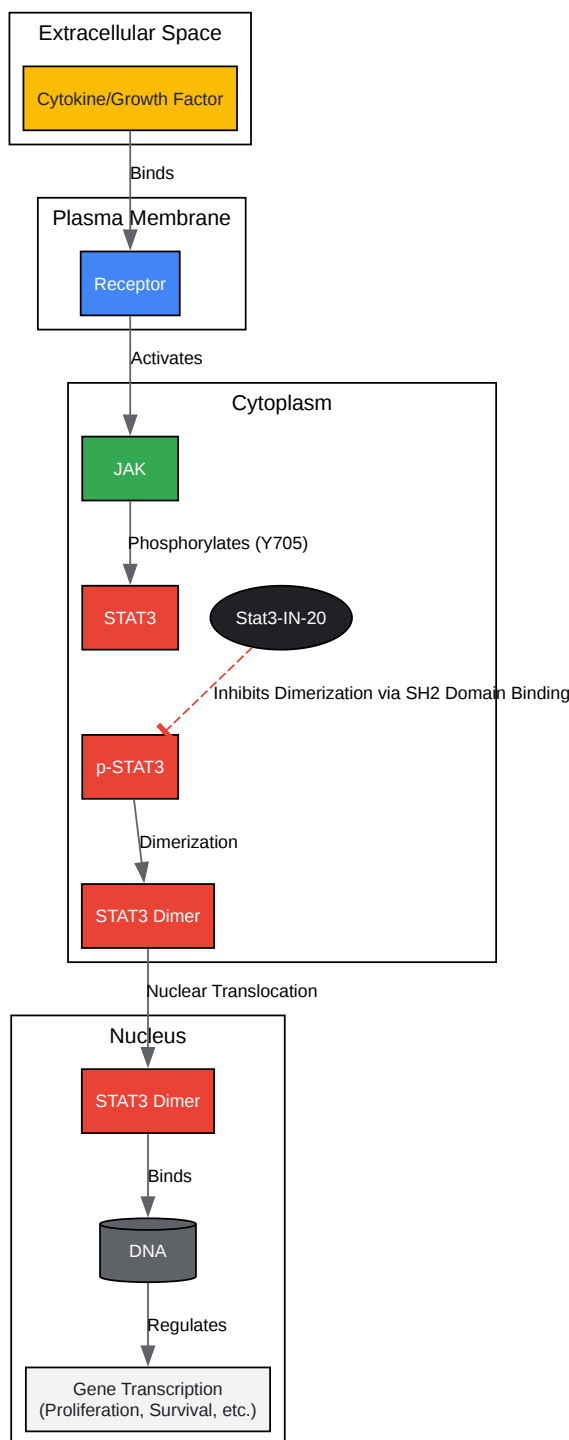 Extracellular Space
Cytokine/Growth Factor
Binds
Plasma Membrane
Receptor
Activates
Cytoplasm
JAK
Phosphorylates (Y705)
STAT3
Stat3-IN-20
Inhibits Dimerization via SH2 Domain Binding
p-STAT3
Dimerization
STAT3 Dimer
Nuclear Translocation
Nucleus
STAT3 Dimer
Binds
DNA
Regulates
Gene Transcription
(Proliferation, Survival, etc.)